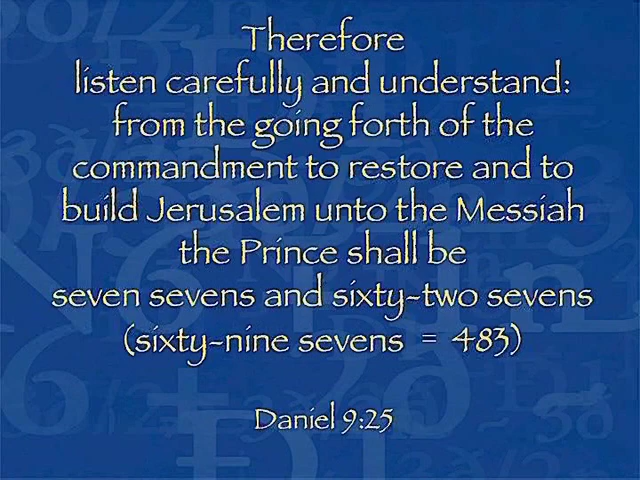 Therefore
listen carefully and understand:
from the going forth of the
commandment to restore and to
build Jerusalem unto the Messiah
the Prince shall be
seven sevens and sixty-two sevens
(sixty-nine sevens = 483)
Daniel 9:25